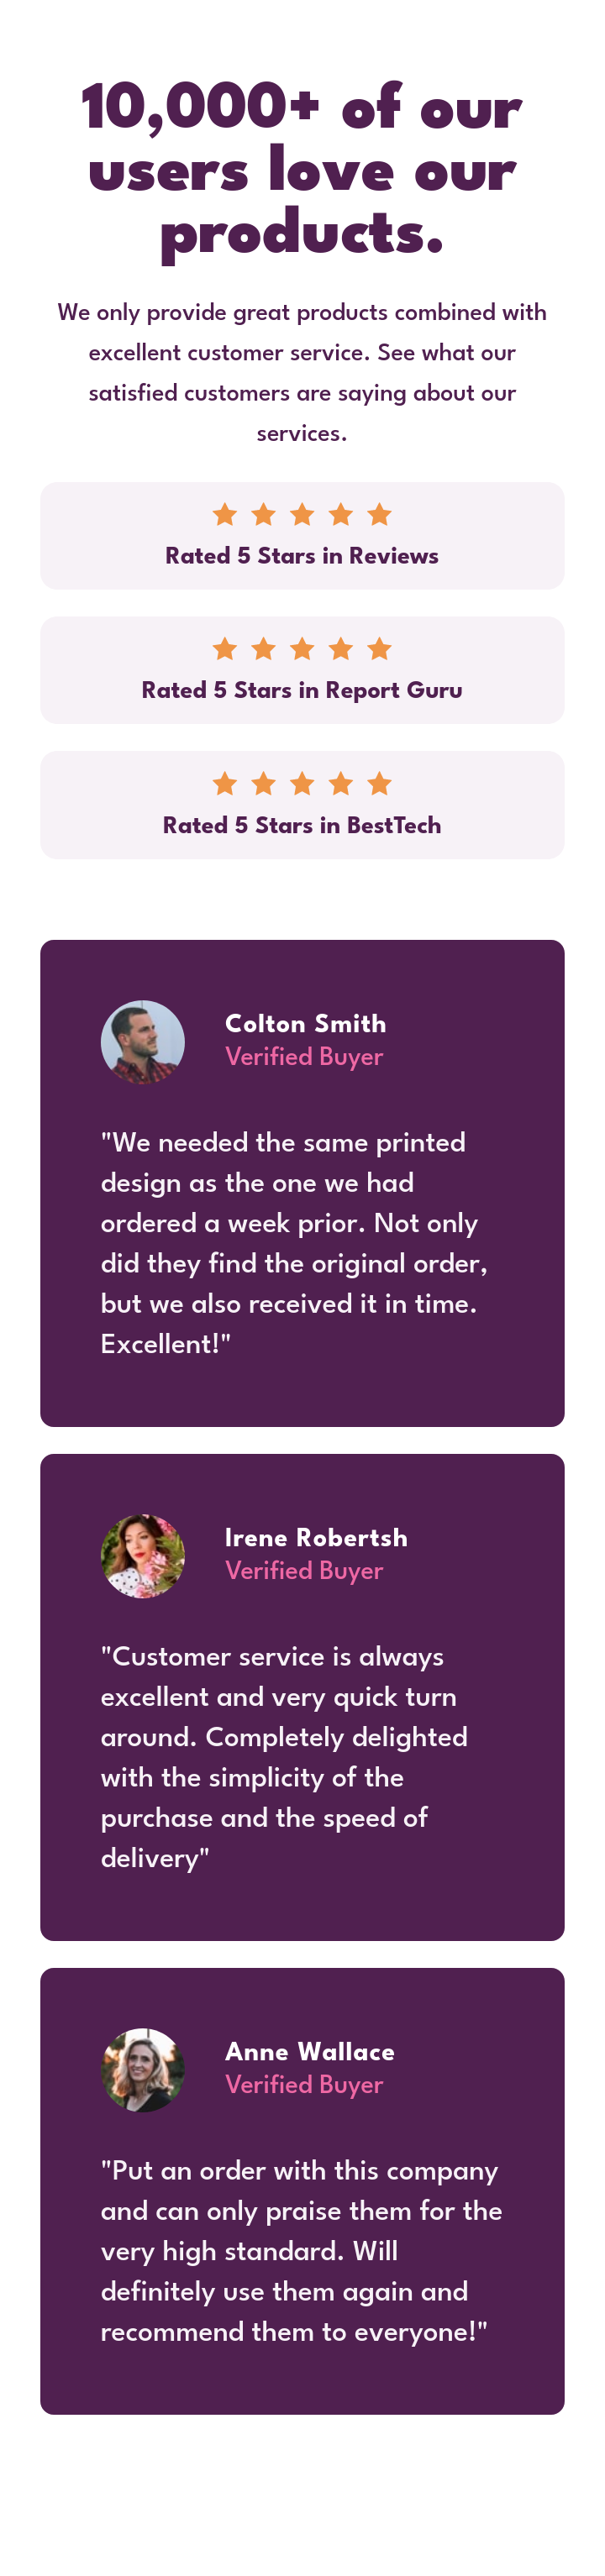 10,000+ of our
users love our
products.
We only provide great products combined with
excellent customer service. See what our
satisfied customers are saying about our
services.
Rated 5 Stars in Reviews
Rated 5 Stars in Report Guru
Rated 5 Stars in BestTech
Colton Smith
Verified Buyer
"We needed the same printed
design as the one we had
ordered a week prior. Not only
did they find the original order,
but we also received it in time.
Excellent!"
Irene Robertsh
Verified Buyer
"Customer service is always
excellent and very quick turn
around. Completely delighted
with the simplicity of the
purchase and the speed of
delivery"
Anne Wallace
Verified Buyer
"Put an order with this company
and can only praise them for the
very high standard. Will
definitely use them again and
recommend them to everyone!"